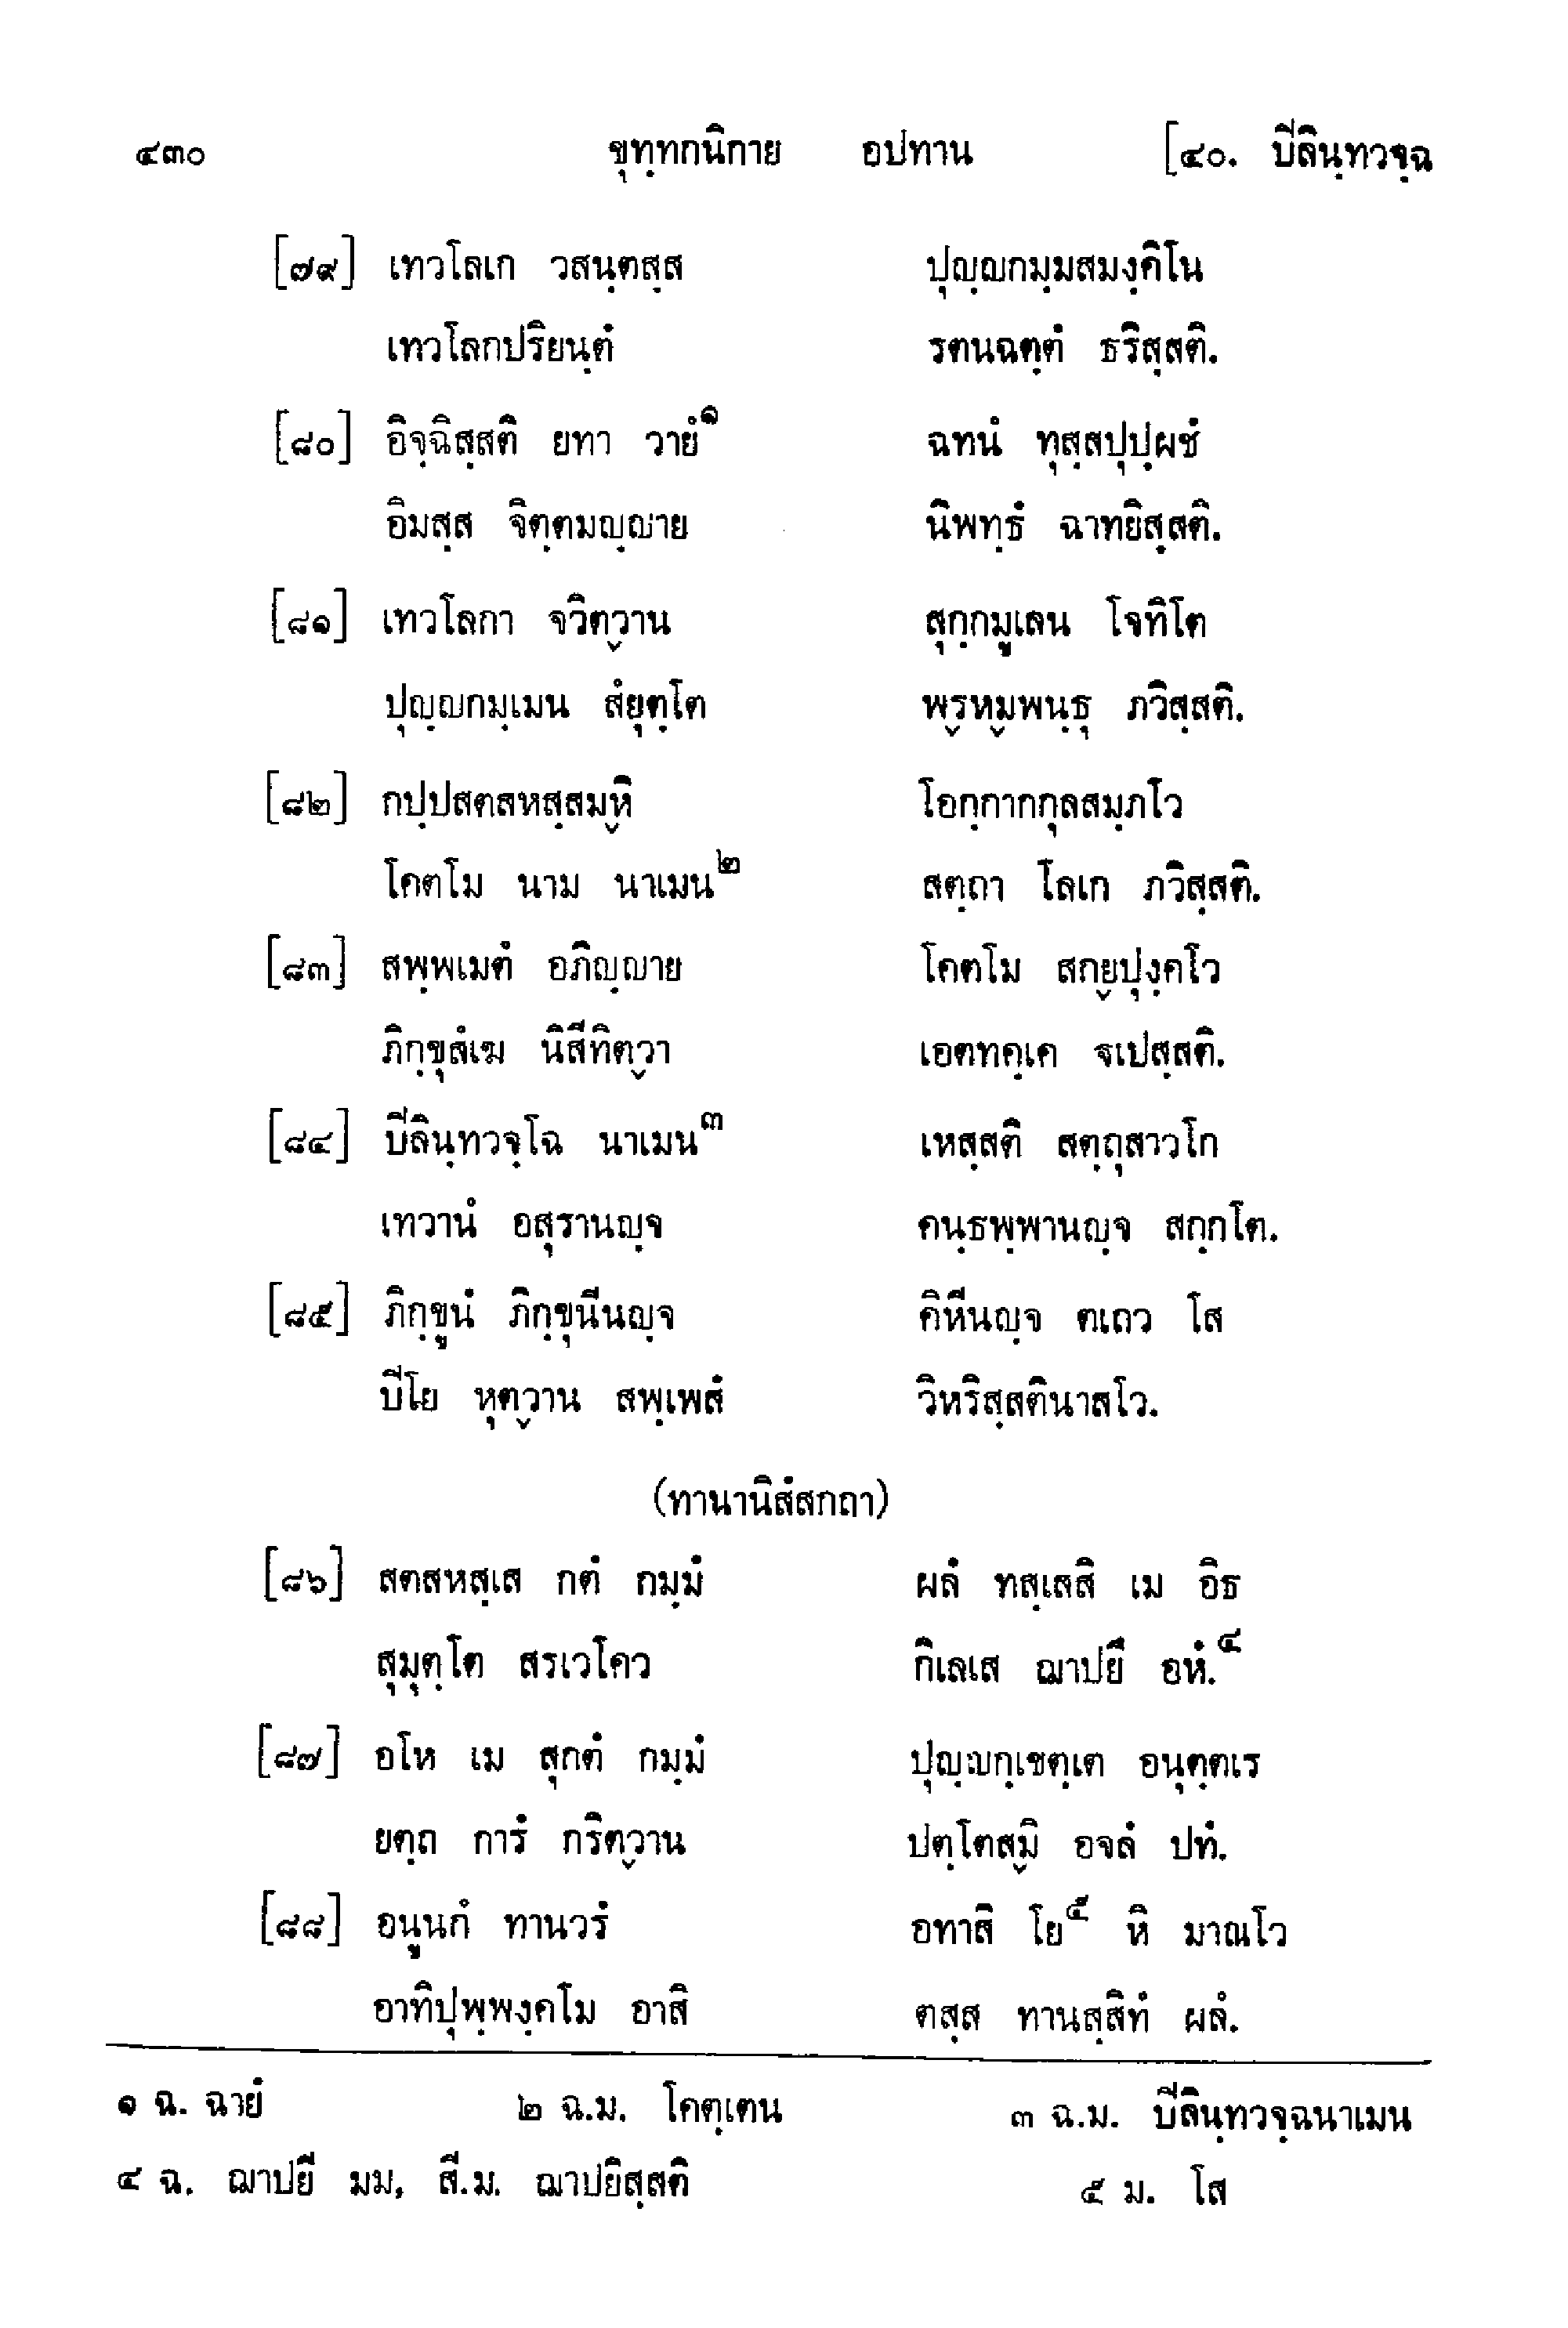 ๔๓๐ ขุทฺทกนิกาย อปทาน [๔๐. ปีลินฺทวจฺฉ
[๗๙] เทวโลเก วสนฺตสฺส ปุญฺญกมฺมสมงฺคิโน
เทวโลกปริยนฺตํ รตนฉตฺตํ ธริสฺสติ.
[๘๐] อิจฺฉิสฺสติ ยทา วายํ๑ ฉทนํ ทุสฺสปุปฺผชํ
อิมสฺส จิตฺตมญฺญาย นิพทฺธํ ฉาทยิสฺสติ.
[๘๑] เทวโลกา จวิตฺวาน สุกฺกมูเลน โจทิโต
ปุญฺญกมฺเมน สํยุตฺโต พฺรหฺมพนฺธุ ภวิสฺสติ.
[๘๒] กปฺปสตสหสฺสมฺหิ โอกฺกากกุลสมฺภโว
โคตโม นาม นาเมน๒ สตฺถา โลเก ภวิสฺสติ.
[๘๓] สพฺพเมตํ อภิญฺญาย โคตโม สกฺยปุงฺคโว
ภิกฺขุสํเฆ นิสีทิตฺวา เอตทคฺเค ฐเปสฺสติ.
[๘๔] ปีลินฺทวจฺโฉ นาเมน๓ เหสฺสติ สตฺถุสาวโก
เทวานํ อสุรานญฺจ คนฺธพฺพานญฺจ สกฺกโต.
[๘๕] ภิกฺขูนํ ภิกฺขุนีนญฺจ คิหีนญฺจ ตเถว โส
ปีโย หุตฺวาน สพฺเพสํ วิหริสฺสตินาสโว.
(ทานานิสํสกถา)
[๘๖] สตสหสฺเส กตํ กมฺมํ ผลํ ทสฺเสสิ เม อิธ
สุมุตฺโต สรเวโคว กิเลเส ฌาปยี อหํ.๔
[๘๗] อโห เม สุกตํ กมฺมํ ปุญฺญกฺเขตฺเต อนุตฺตเร
ยตฺถ การํ กริตฺวาน ปตฺโตสฺมิ อจลํ ปทํ.
[๘๘] อนูนกํ ทานวรํ อทาสิ โย๕ หิ มาณโว
อาทิปุพฺพงฺคโม อาสิ ตสฺส ทานสฺสิทํ ผลํ.
๑ ฉ. ฉายํ ๒ ฉ.ม. โคตฺเตน ๓ ฉ.ม. ปีลินฺทวจฺฉนาเมน
๔ ฉ. ฌาปยี มม, สี.ม. ฌาปยิสฺสติ ๕ ม. โส